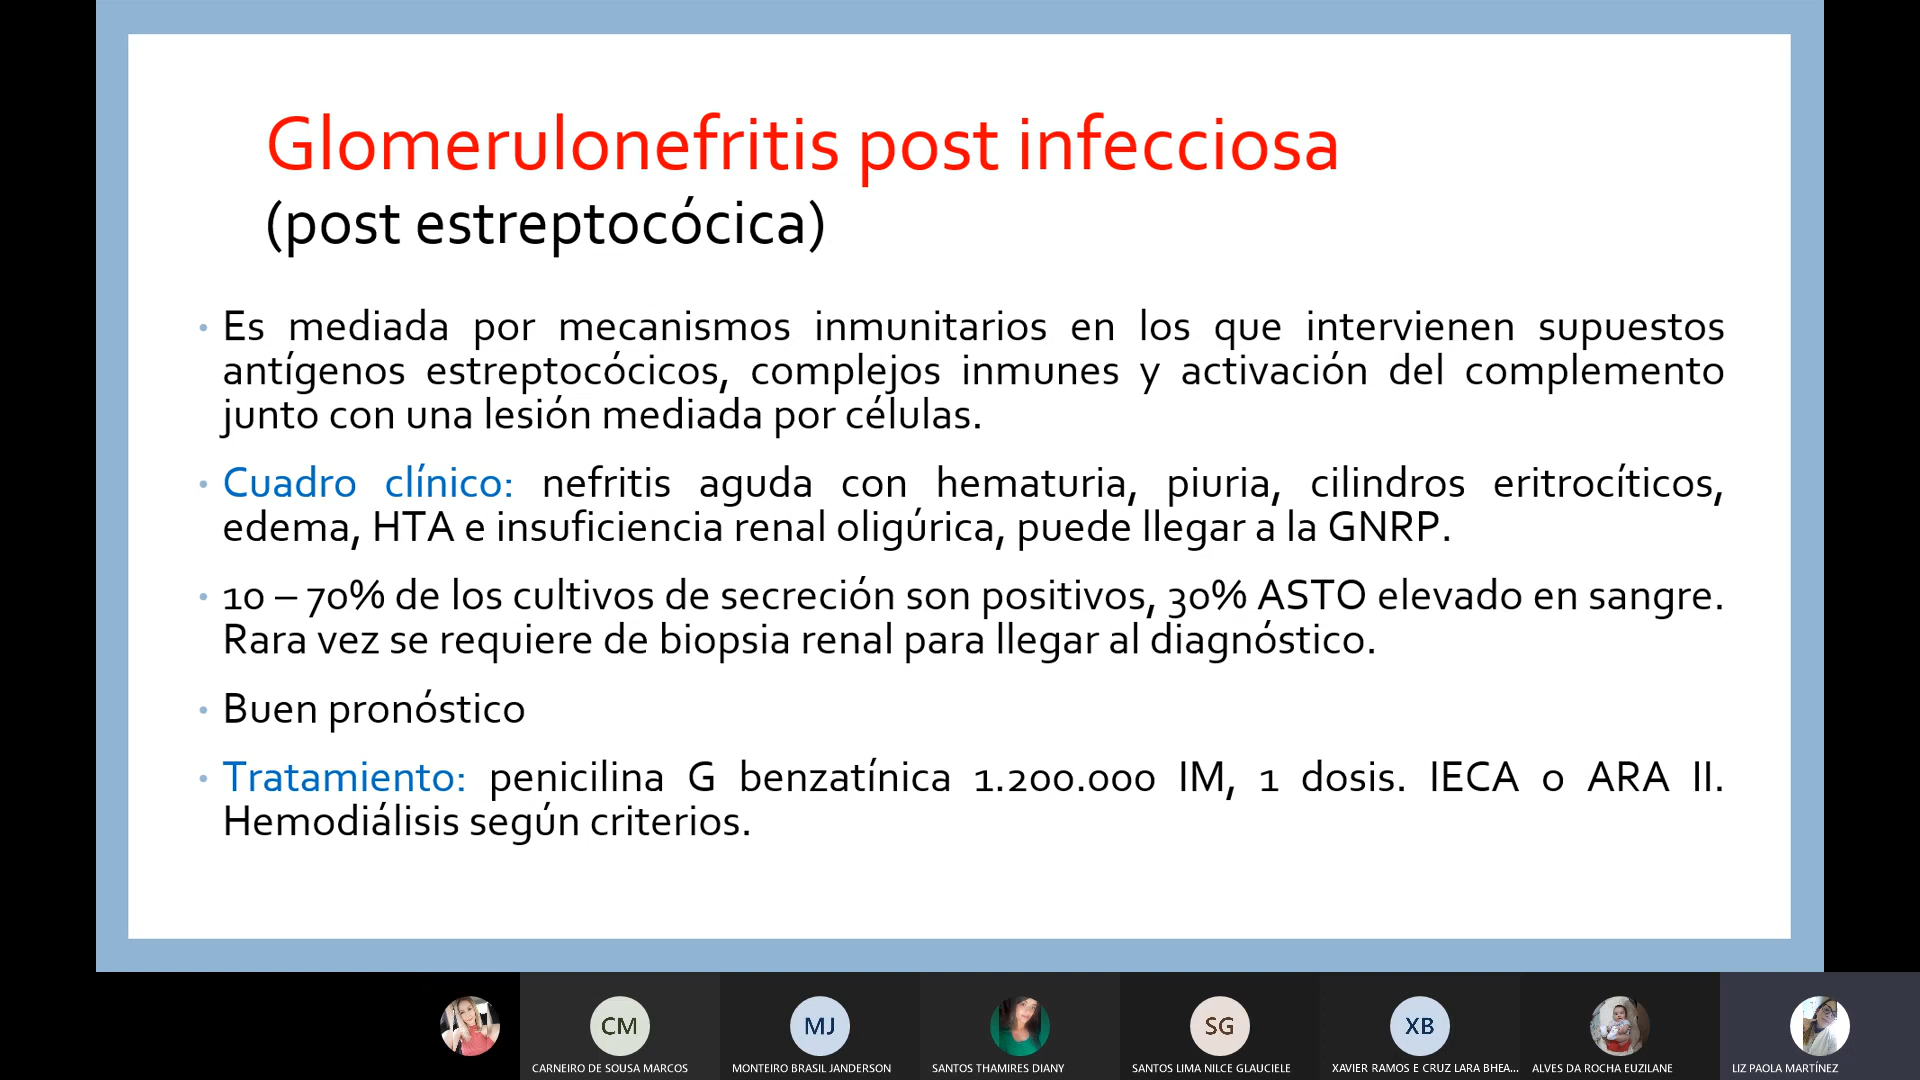 Glomerulonefritis post infecciosa
(post estreptocócica)
• Es mediada por mecanismos inmunitarios en los que intervienen supuestos
antígenos estreptocócicos, complejos inmunes y activación del complemento
junto con una lesión mediada por células.
• Cuadro clínico: nefritis aguda con hematuria, piuria, cilindros eritrocíticos,
edema, HTA e insuficiencia renal oligúrica, puede llegar a la GNRP.
• 10 – 70% de los cultivos de secreción son positivos, 30% ASTO elevado en sangre.
Rara vez se requiere de biopsia renal para llegar al diagnóstico.
• Buen pronóstico
• Tratamiento: penicilina G benzatínica 1.200.000 IM, 1 dosis. IECA o ARA II.
Hemodiálisis según criterios.
CM MJ SG XB
CARNEIRO DE SOUSA MARCOS MONTEIRO BRASIL JANDERSON SANTOS THAMIRES DIANY SANTOS LIMA NILCE GLAUCIELE XAVIER RAMOS E CRUZ LARA BHEA... ALVES DA ROCHA EUZILANE LIZ PAOLA MARTÍNEZ